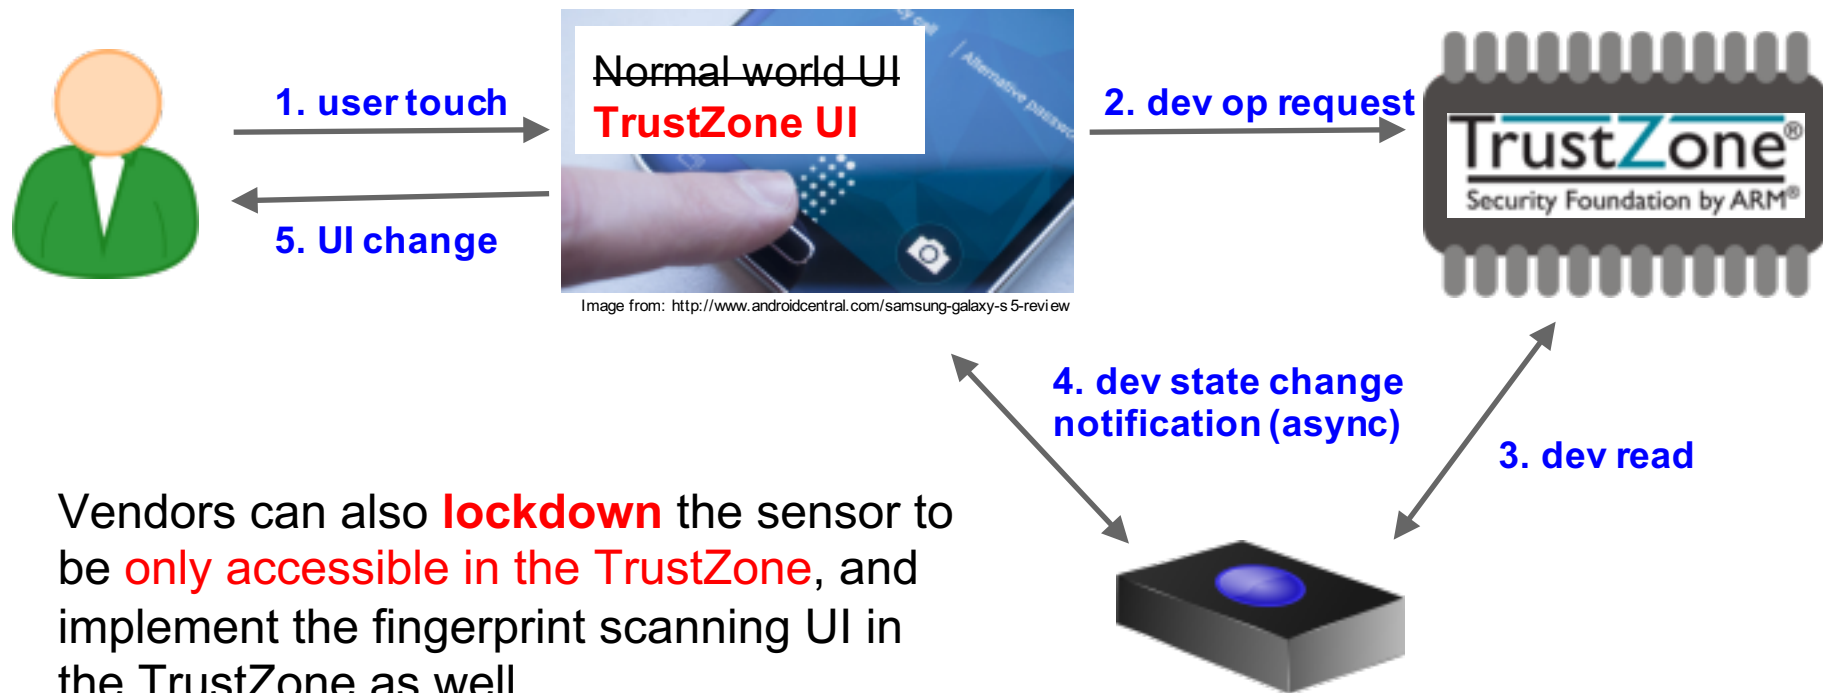 Normal world UI
TrustZone UI
1. user touch
2. dev op request
5. UI change
y cell
Alternative passwo
TrustZone®
Security Foundation by ARM®
Image from: http://www.androidcentral.com/samsung-galaxy-s5-review
4. dev state change
notification (async)
3. dev read
Vendors can also lockdown the sensor to
be only accessible in the TrustZone, and
implement the fingerprint scanning UI in
the TrustZone as well